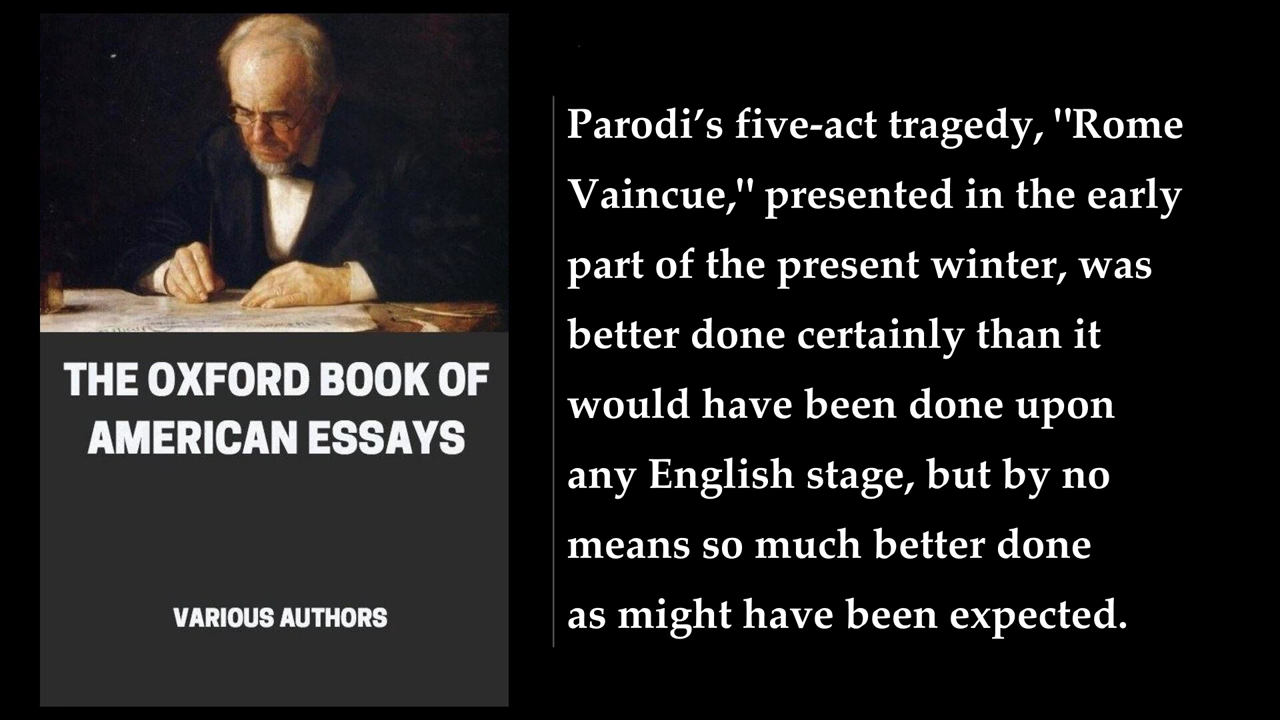 THE OXFORD BOOK OF
AMERICAN ESSAYS
VARIOUS AUTHORS
Parodi’s five-act tragedy, "Rome
Vaincue," presented in the early
part of the present winter, was
better done certainly than it
would have been done upon
any English stage, but by no
means so much better done
as might have been expected.